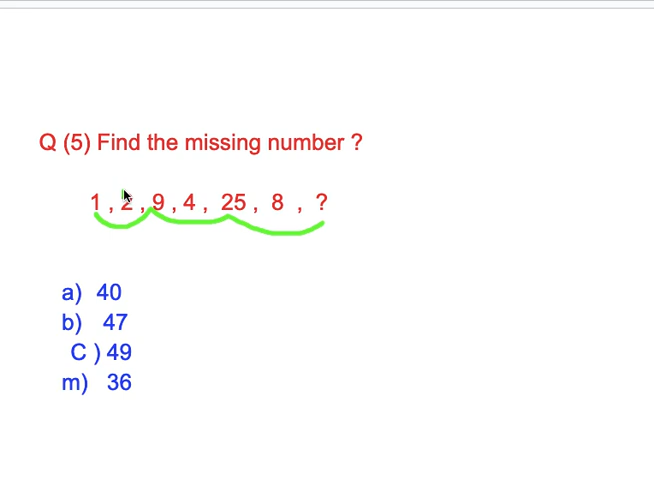 Q (5) Find the missing number ?
1 , 2 , 9 , 4 , 25 , 8 , ?
a) 40
b) 47
C ) 49
m) 36